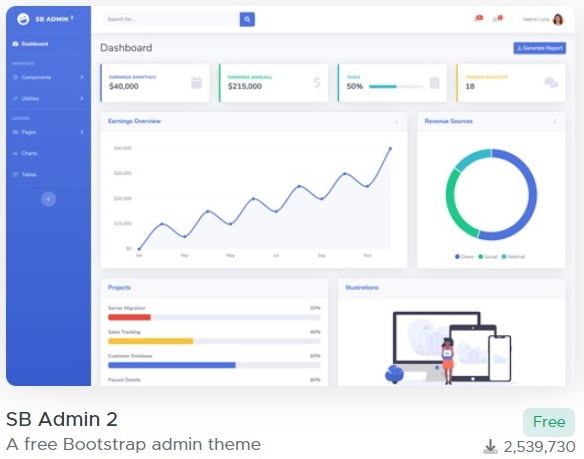 SB ADMIN 2
Search for...
Valerie Luna
Dashboard
Dashboard
Generate Report
INTERFACE
Components
Utilities
Pages
Charts
Tables
EARNINGS (MONTHLY)
$40,000
EARNINGS (ANNUAL)
$215,000
TASKS
50%
PENDING REQUESTS
18
Earnings Overview
$40,000
$30,000
$20,000
$10,000
$0
Jan
Mar
May
Jul
Sep
Nov
Revenue Sources
Direct
Social
Referral
Projects
Server Migration
20%
Sales Tracking
40%
Customer Database
60%
Payout Details
80%
Illustrations
SB Admin 2
Free
A free Bootstrap admin theme
2,539,730